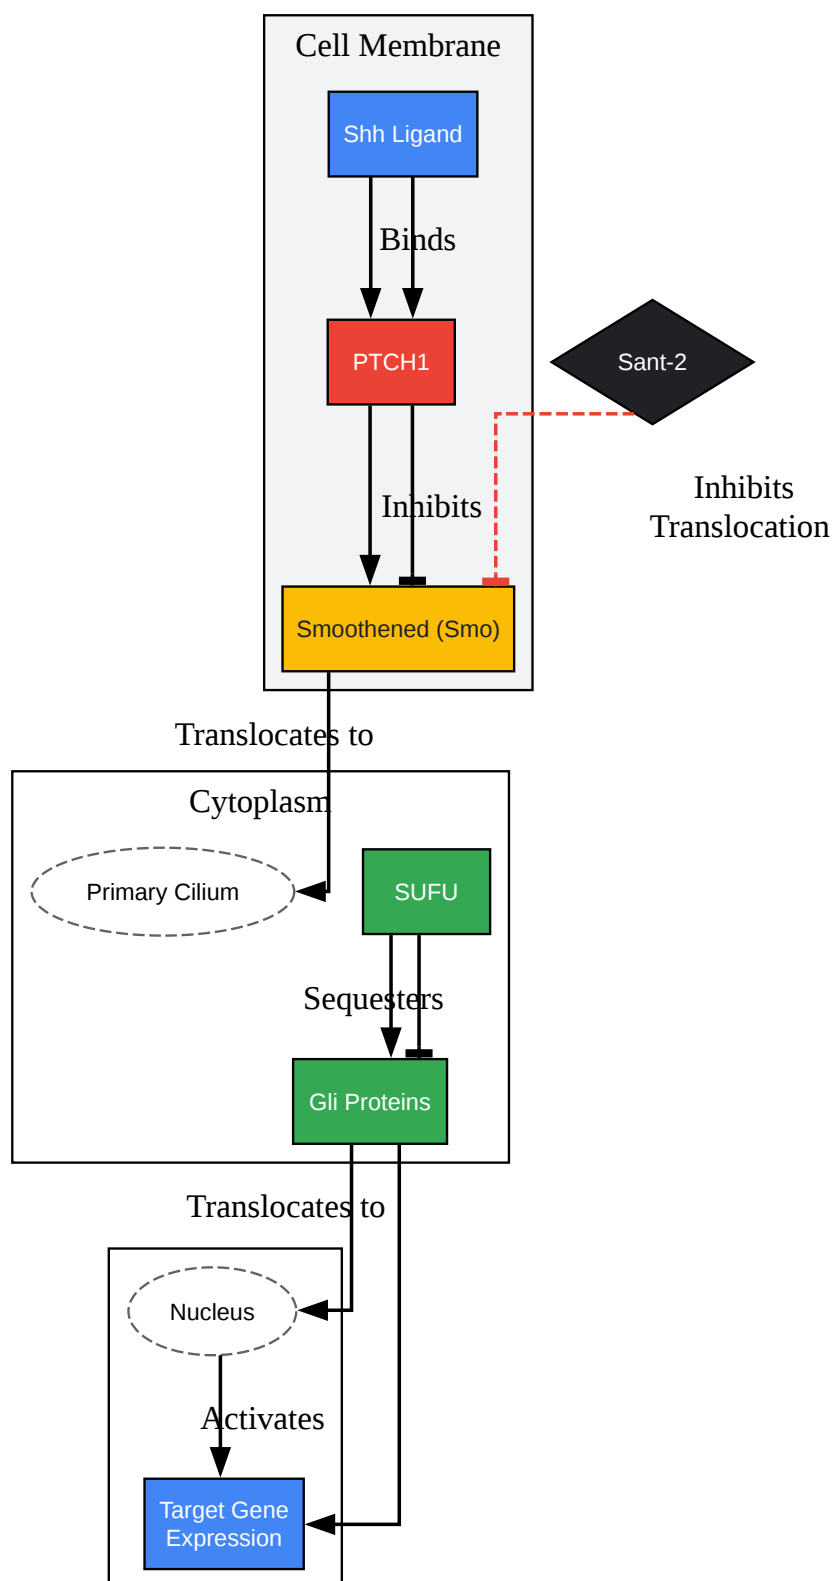 Cell Membrane
Shh Ligand
Binds
PTCH1
Sant-2
Inhibits
Inhibits
Translocation
Smoothened (Smo)
Translocates to
Cytoplasm
Primary Cilium
SUFU
Sequesters
Gli Proteins
Translocates to
Nucleus
Activates
Target Gene
Expression